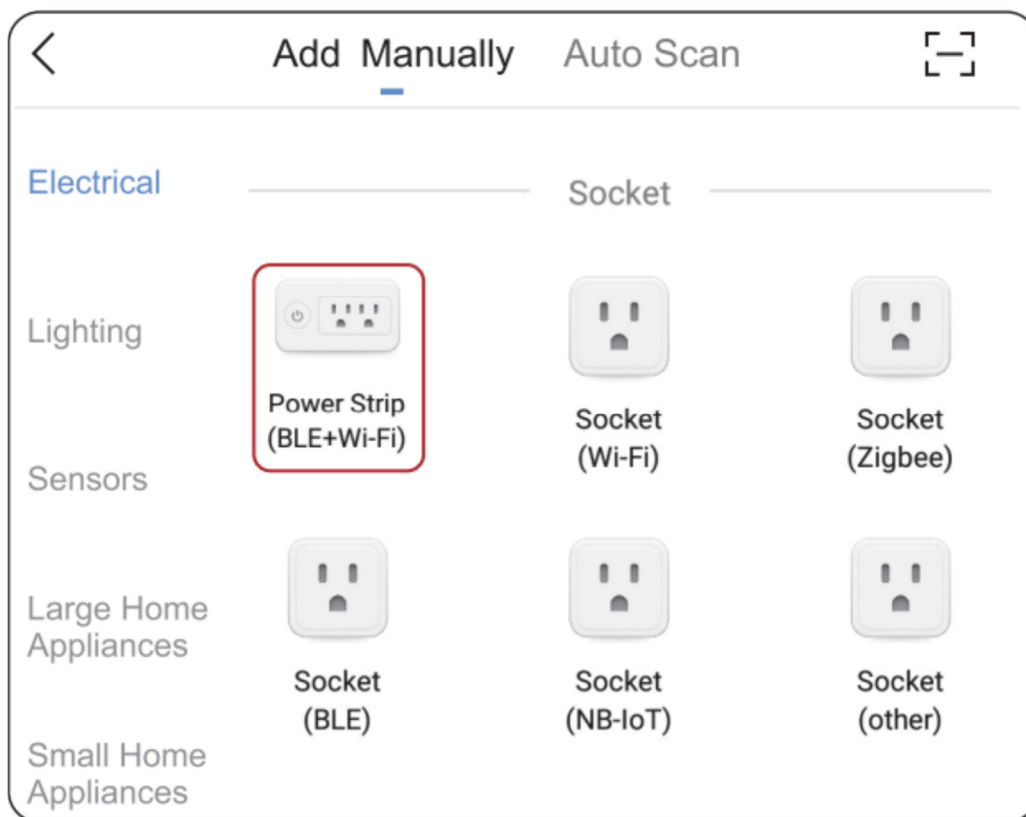 Add Manually Auto Scan
Electrical
Lighting
Sensors
Large Home
Appliances
Small Home
Appliances
Socket
Power Strip
(BLE+Wi-Fi)
Socket
(Wi-Fi)
Socket
(Zigbee)
Socket
(BLE)
Socket
(NB-IoT)
Socket
(other)